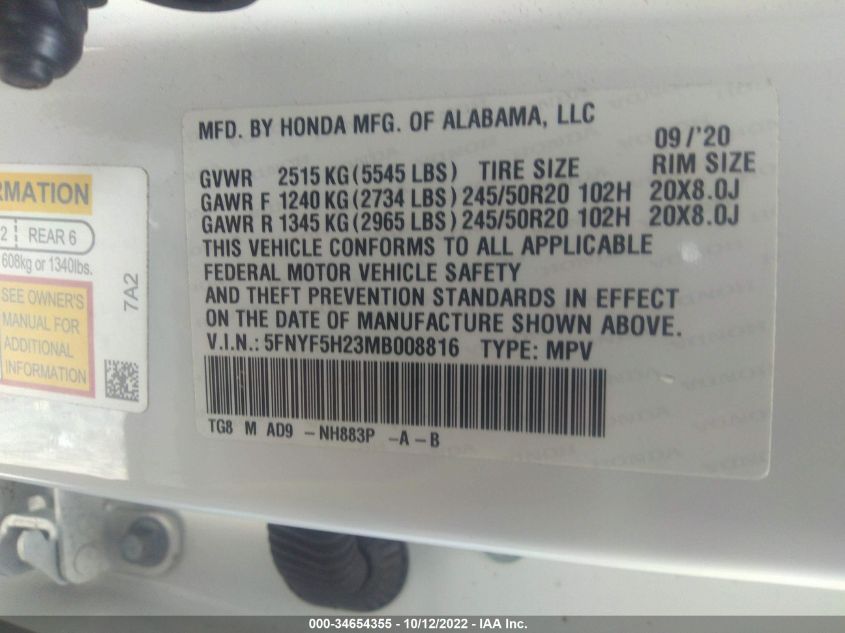 MFD. BY HONDA MFG. OF ALABAMA, LLC
09/'20
GVWR 2515 KG (5545 LBS) TIRE SIZE RIM SIZE
GAWR F 1240 KG (2734 LBS) 245/50R20 102H 20X8.0J
GAWR R 1345 KG (2965 LBS) 245/50R20 102H 20X8.0J
THIS VEHICLE CONFORMS TO ALL APPLICABLE
FEDERAL MOTOR VEHICLE SAFETY
AND THEFT PREVENTION STANDARDS IN EFFECT
ON THE DATE OF MANUFACTURE SHOWN ABOVE.
V.I.N.: 5FNYF5H23MB008816 TYPE: MPV
TG8 M AD9 -NH883P -A-B
2 REAR 6
608kg or 1340lbs.
SEE OWNER'S
MANUAL FOR
ADDITIONAL
INFORMATION
7A2
000-34654355 - 10/12/2022 - IAA Inc.